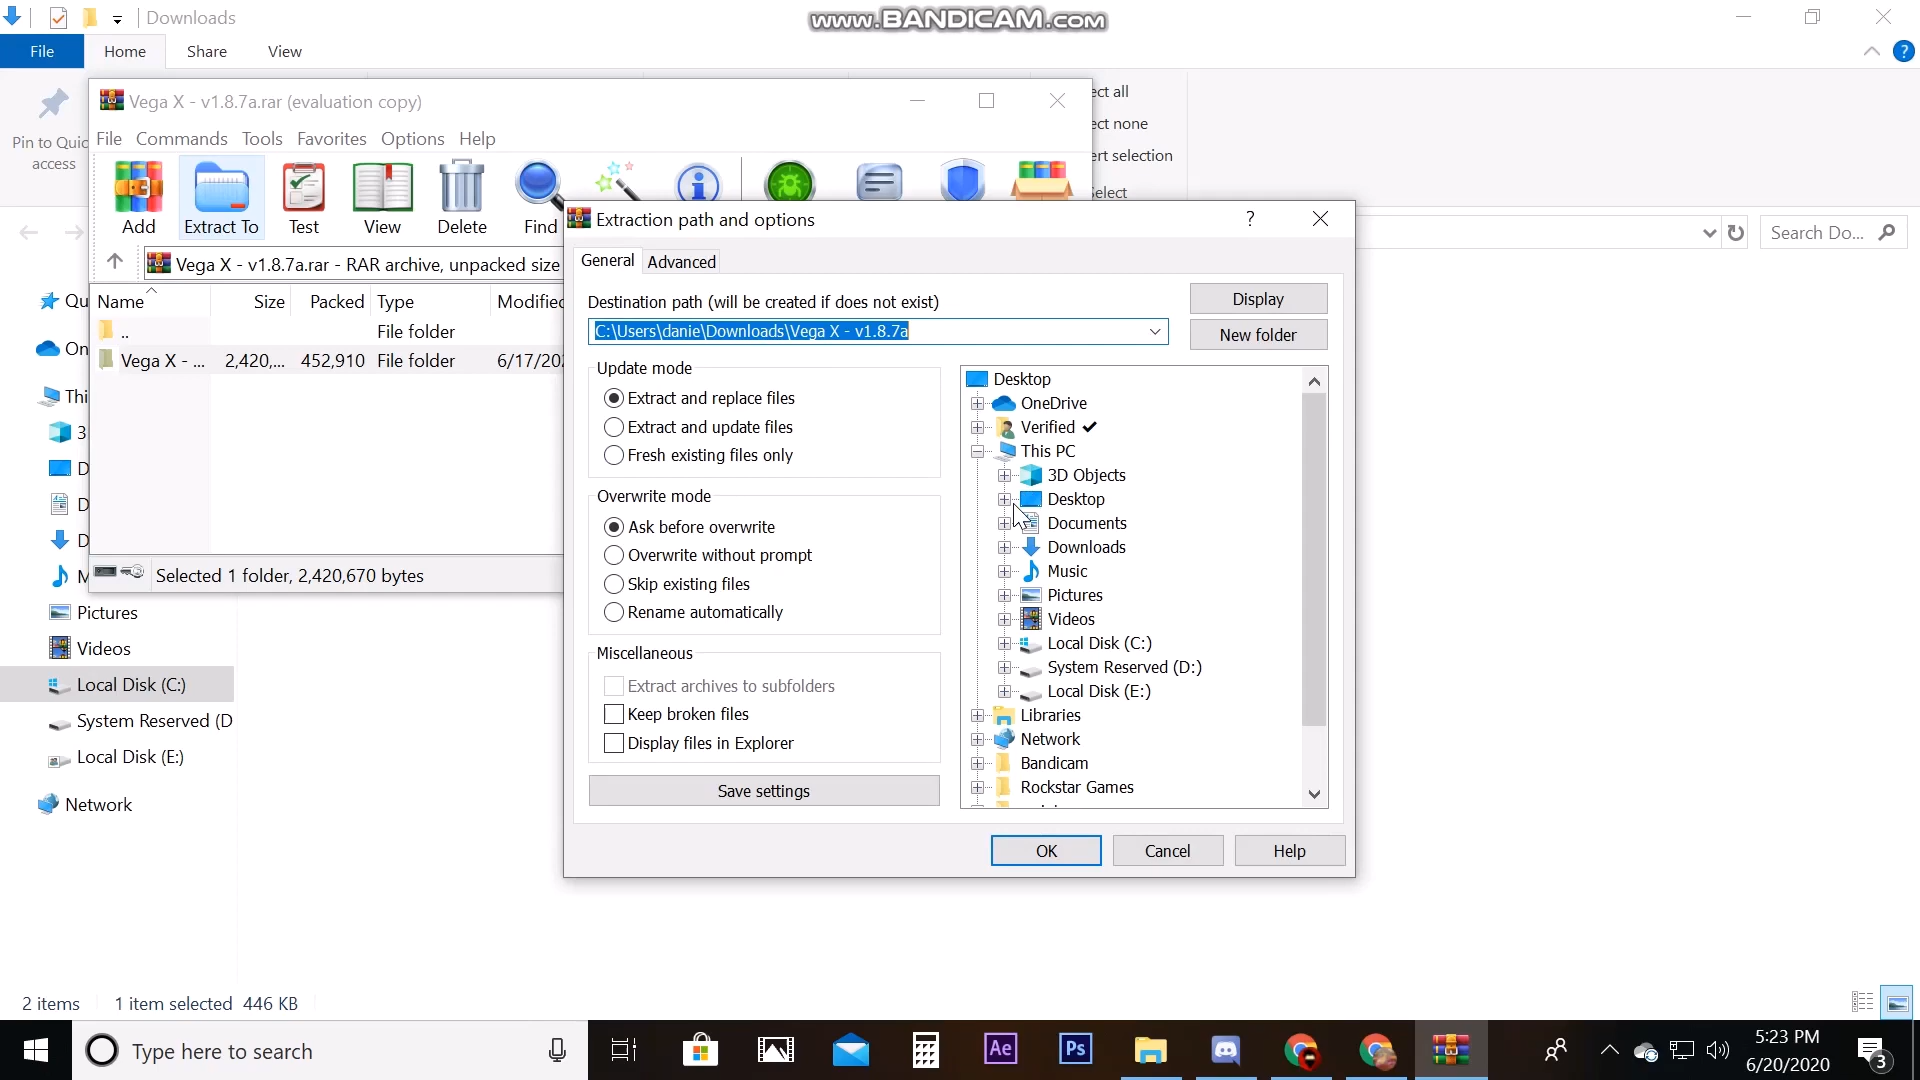 Downloads
www.BANDICAM.com
File Home Share View
Pin to Quic
access
ect all
ect none
ert selection
Select
Vega X - v1.8.7a.rar (evaluation copy)
File Commands Tools Favorites Options Help
Add Extract To Test View Delete Find
Vega X - v1.8.7a.rar - RAR archive, unpacked size
Name Size Packed Type Modified
.. File folder
Vega X - ... 2,420,... 452,910 File folder 6/17/202
Selected 1 folder, 2,420,670 bytes
Search Do...
Qu
On
Thi
3
D
D
D
M
Pictures
Videos
Local Disk (C:)
System Reserved (D
Local Disk (E:)
Network
Extraction path and options
?
General Advanced
Destination path (will be created if does not exist)
C:\Users\danie\Downloads\Vega X - v1.8.7a
Display
New folder
Update mode
Extract and replace files
Extract and update files
Fresh existing files only
Overwrite mode
Ask before overwrite
Overwrite without prompt
Skip existing files
Rename automatically
Miscellaneous
Extract archives to subfolders
Keep broken files
Display files in Explorer
Save settings
Desktop
OneDrive
Verified ✔
This PC
3D Objects
Desktop
Documents
Downloads
Music
Pictures
Videos
Local Disk (C:)
System Reserved (D:)
Local Disk (E:)
Libraries
Network
Bandicam
Rockstar Games
OK Cancel Help
2 items 1 item selected 446 KB
Type here to search
Ae
Ps
5:23 PM
6/20/2020
3